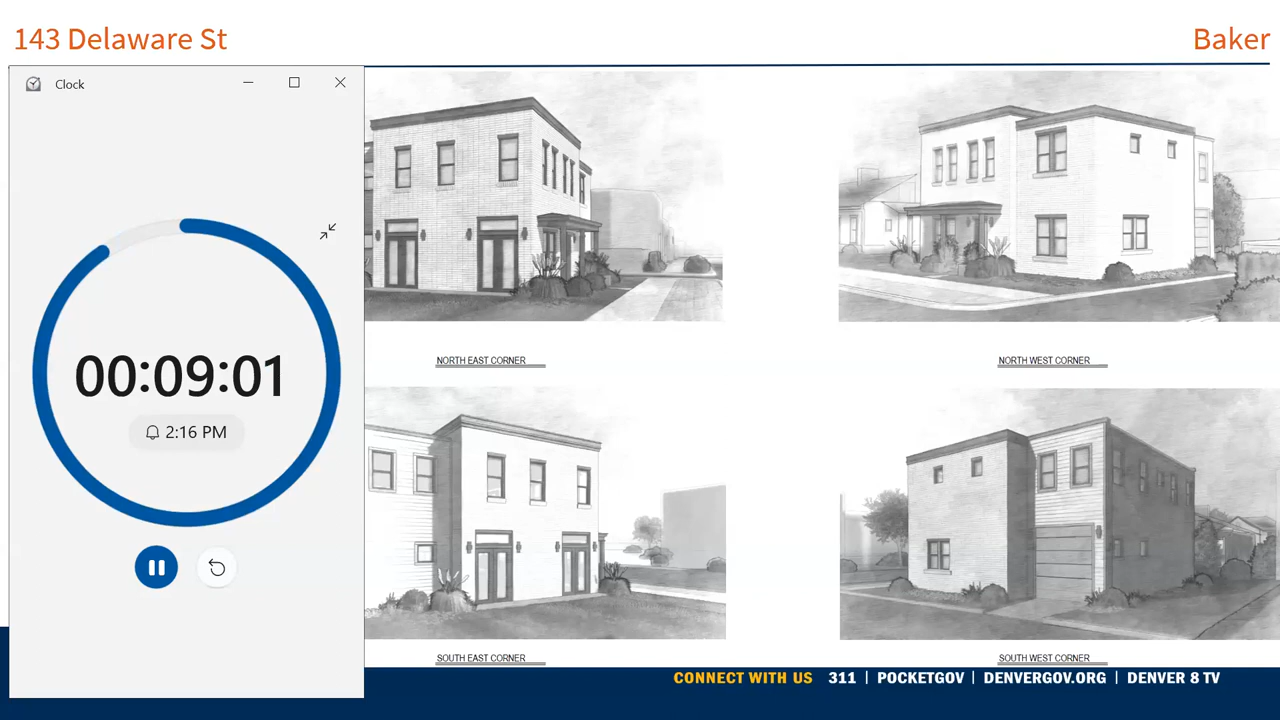 143 Delaware St
Baker
Clock
00:09:01
2:16 PM
NORTH EAST CORNER
NORTH WEST CORNER
SOUTH EAST CORNER
SOUTH WEST CORNER
CONNECT WITH US 311 | POCKETGOV | DENVERGOV.ORG | DENVER 8 TV